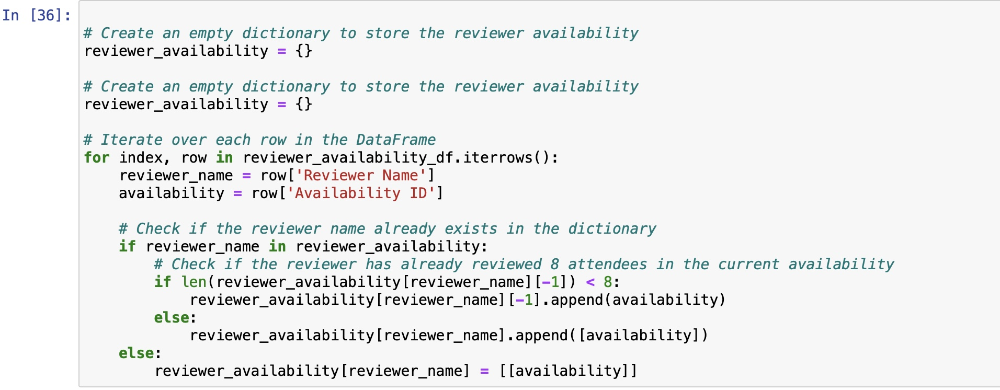 In [36]:
# Create an empty dictionary to store the reviewer availability
reviewer_availability = {}

# Create an empty dictionary to store the reviewer availability
reviewer_availability = {}

# Iterate over each row in the DataFrame
for index, row in reviewer_availability_df.iterrows():
    reviewer_name = row['Reviewer Name']
    availability = row['Availability ID']

    # Check if the reviewer name already exists in the dictionary
    if reviewer_name in reviewer_availability:
        # Check if the reviewer has already reviewed 8 attendees in the current availability
        if len(reviewer_availability[reviewer_name][-1]) < 8:
            reviewer_availability[reviewer_name][-1].append(availability)
        else:
            reviewer_availability[reviewer_name].append([availability])
    else:
        reviewer_availability[reviewer_name] = [[availability]]